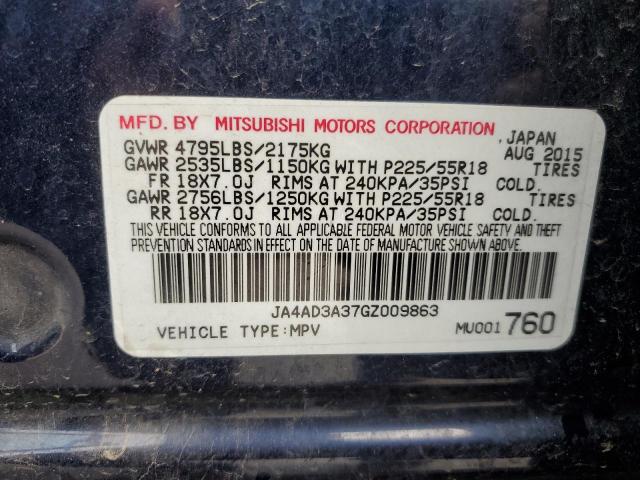 MFD. BY MITSUBISHI MOTORS CORPORATION, JAPAN
GVWR 4795LBS/2175KG AUG 2015
GAWR 2535LBS/1150KG WITH P225/55R18 TIRES
FR 18X7.0J RIMS AT 240KPA/35PSI COLD.
GAWR 2756LBS/1250KG WITH P225/55R18 TIRES
RR 18X7.0J RIMS AT 240KPA/35PSI COLD.
THIS VEHICLE CONFORMS TO ALL APPLICABLE FEDERAL MOTOR VEHICLE SAFETY AND THEFT
PREVENTION STANDARDS IN EFFECT ON THE DATE OF MANUFACTURE SHOWN ABOVE.
JA4AD3A37GZ009863
VEHICLE TYPE:MPV MU001 760